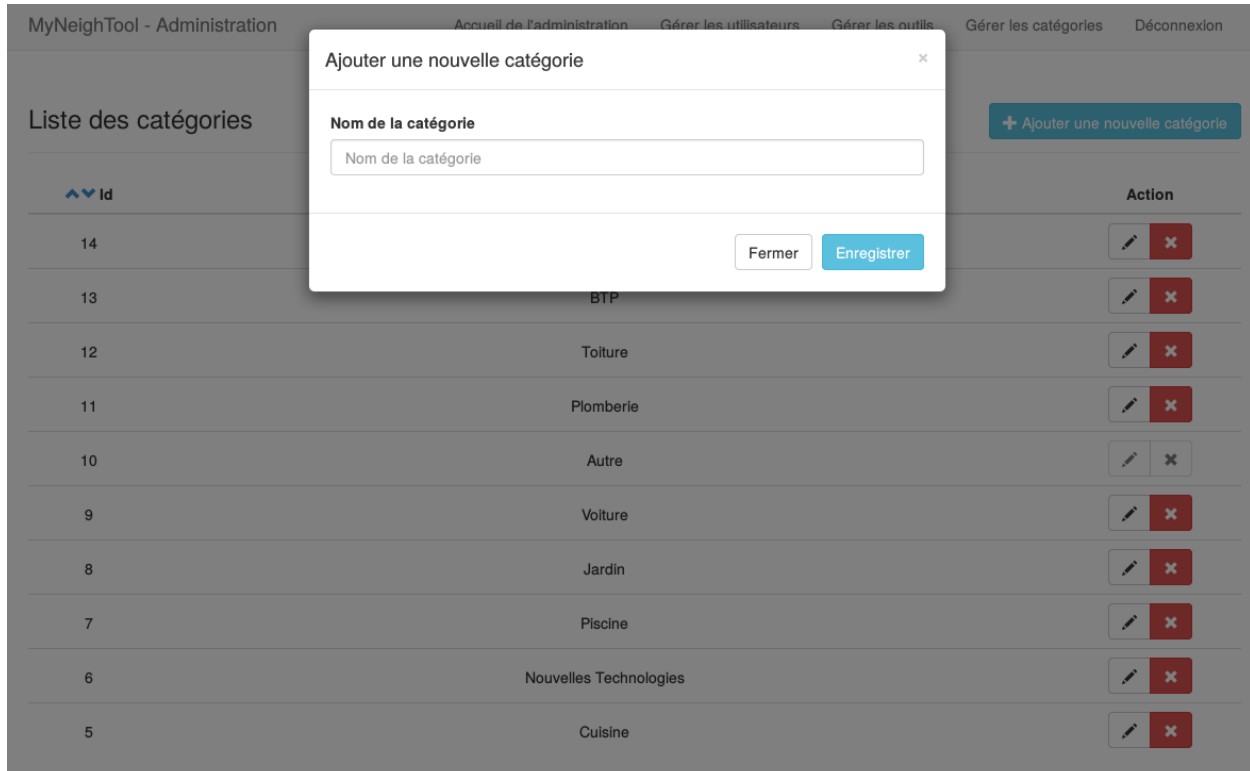 MyNeighTool - Administration Accueil de l'administration Gérer les utilisateurs Gérer les outils Gérer les catégories Déconnexion
Ajouter une nouvelle catégorie ×
Liste des catégories
Ajouter une nouvelle catégorie
Nom de la catégorie
Nom de la catégorie
Id Action
14
Fermer Enregistrer
13 BTP
12 Toiture
11 Plomberie
10 Autre
9 Voiture
8 Jardin
7 Piscine
6 Nouvelles Technologies
5 Cuisine